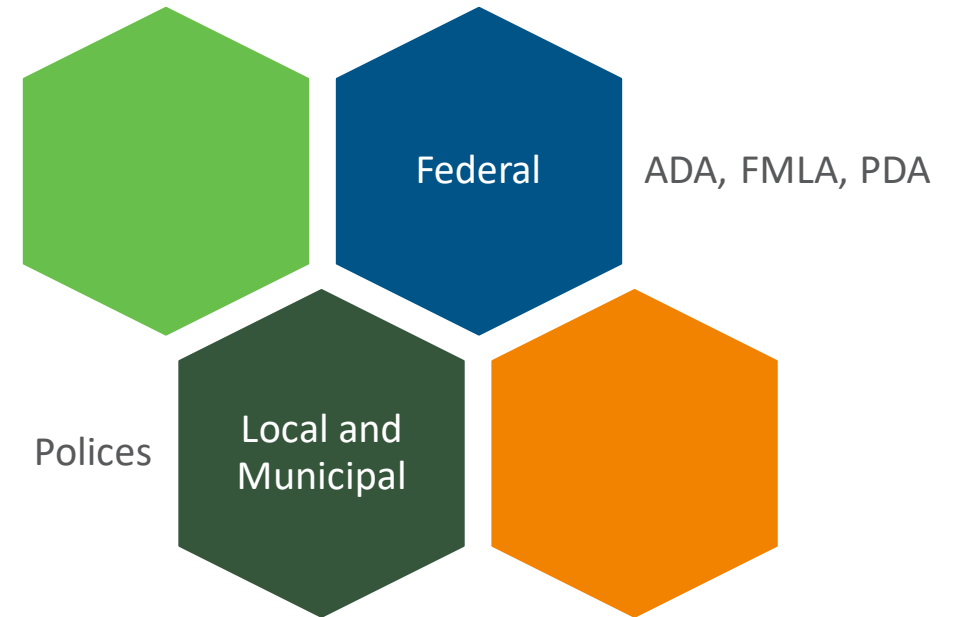 Federal
ADA, FMLA, PDA
Polices
Local and
Municipal